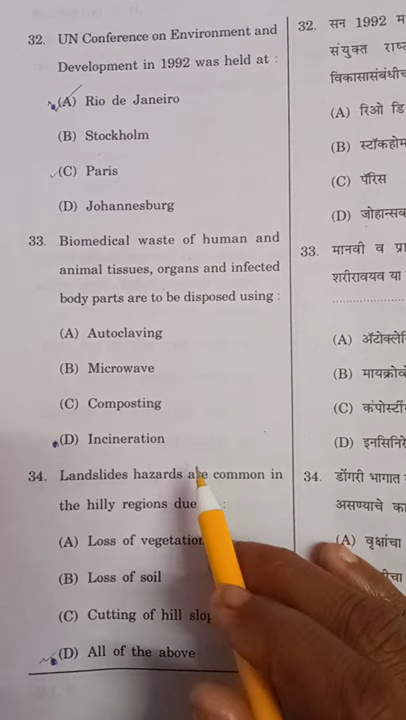 32. UN Conference on Environment and
Development in 1992 was held at :
(A) Rio de Janeiro
(B) Stockholm
(C) Paris
(D) Johannesburg
33. Biomedical waste of human and
animal tissues, organs and infected
body parts are to be disposed using :
(A) Autoclaving
(B) Microwave
(C) Composting
(D) Incineration
34. Landslides hazards are common in
the hilly regions due :
(A) Loss of vegetation
(B) Loss of soil
(C) Cutting of hill
(D) All of the above
32. सन 1992 म
संयुक्त राष्
विकासासंबंधीच
(A) रिओ डि
(B) स्टॉकहोम
(C) पॅरिस
(D) जोहान्सब
33. मानवी व प्रा
शरीरावयव या
(A) ॲटोक्ले
(B) मायक्रोवे
(C) कंपोस्टीं
(D) इनसिनिरे
34. डोंगरी भागात
असण्याचे का
(A) वृक्षांचा